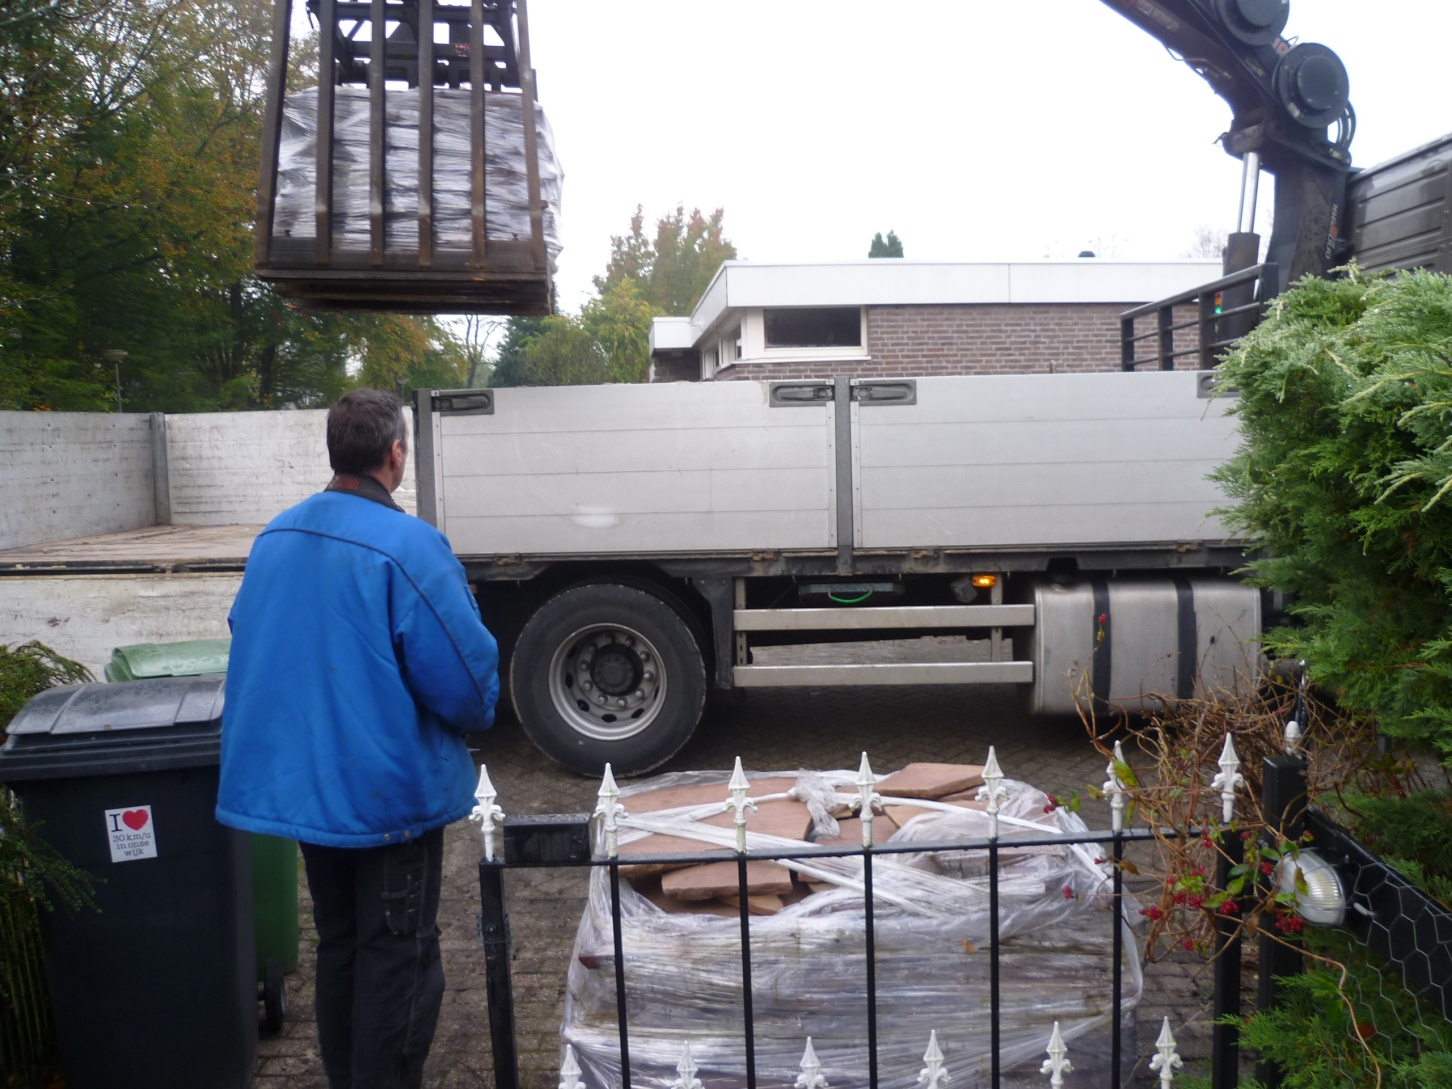 I ❤
30 km/u
in onze
wijk